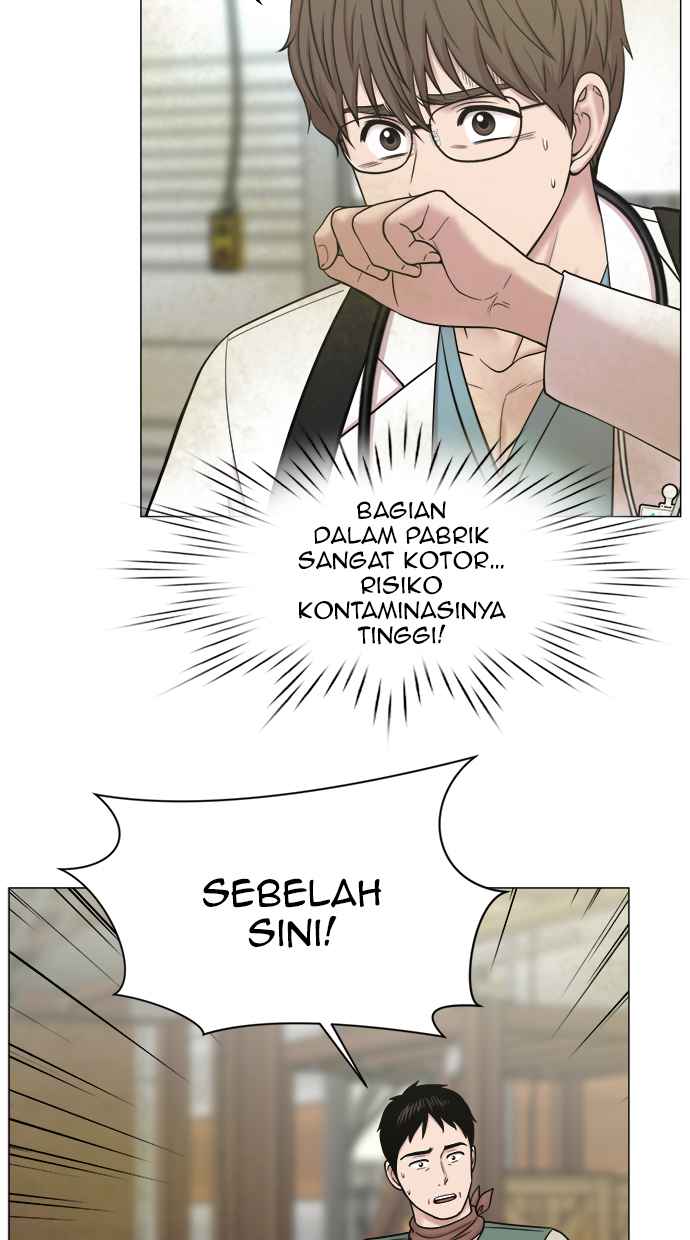 BAGIAN
DALAM PABRIK
SANGAT KOTOR...
RISIKO
KONTAMINASINYA
TINGGI!
SEBELAH
SINI!